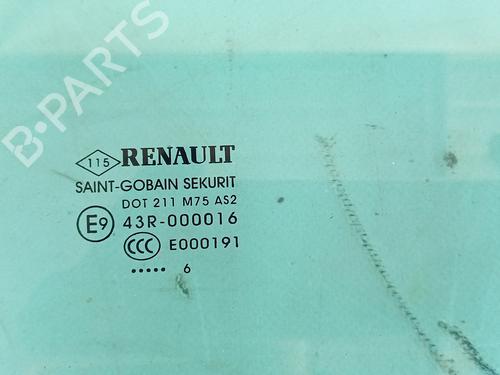 B-PARTS
115 RENAULT
SAINT-GOBAIN SEKURIT
DOT 211 M75 AS2
E9 43R-000016
CCC E000191
..... 6